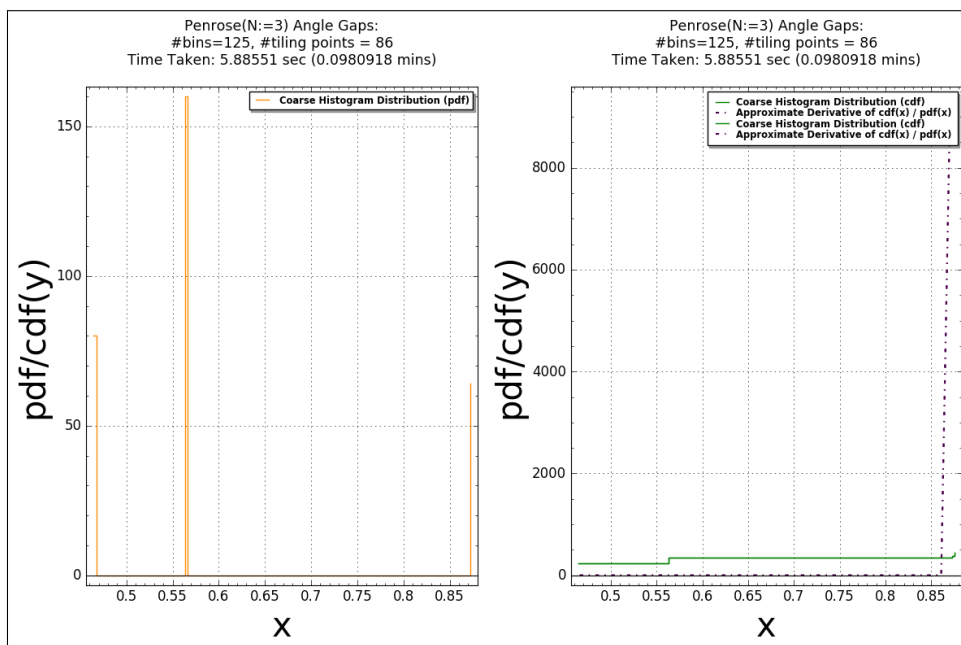 Penrose(N:=3) Angle Gaps:
#bins=125, #tiling points = 86
Time Taken: 5.88551 sec (0.0980918 mins)
Coarse Histogram Distribution (pdf)
150
100
50
0
pdf/cdf(y)
0.5 0.55 0.6 0.65 0.7 0.75 0.8 0.85
x
Penrose(N:=3) Angle Gaps:
#bins=125, #tiling points = 86
Time Taken: 5.88551 sec (0.0980918 mins)
Coarse Histogram Distribution (cdf)
Approximate Derivative of cdf(x) / pdf(x)
Coarse Histogram Distribution (cdf)
Approximate Derivative of cdf(x) / pdf(x)
8000
6000
4000
2000
0
pdf/cdf(y)
0.5 0.55 0.6 0.65 0.7 0.75 0.8 0.85
x